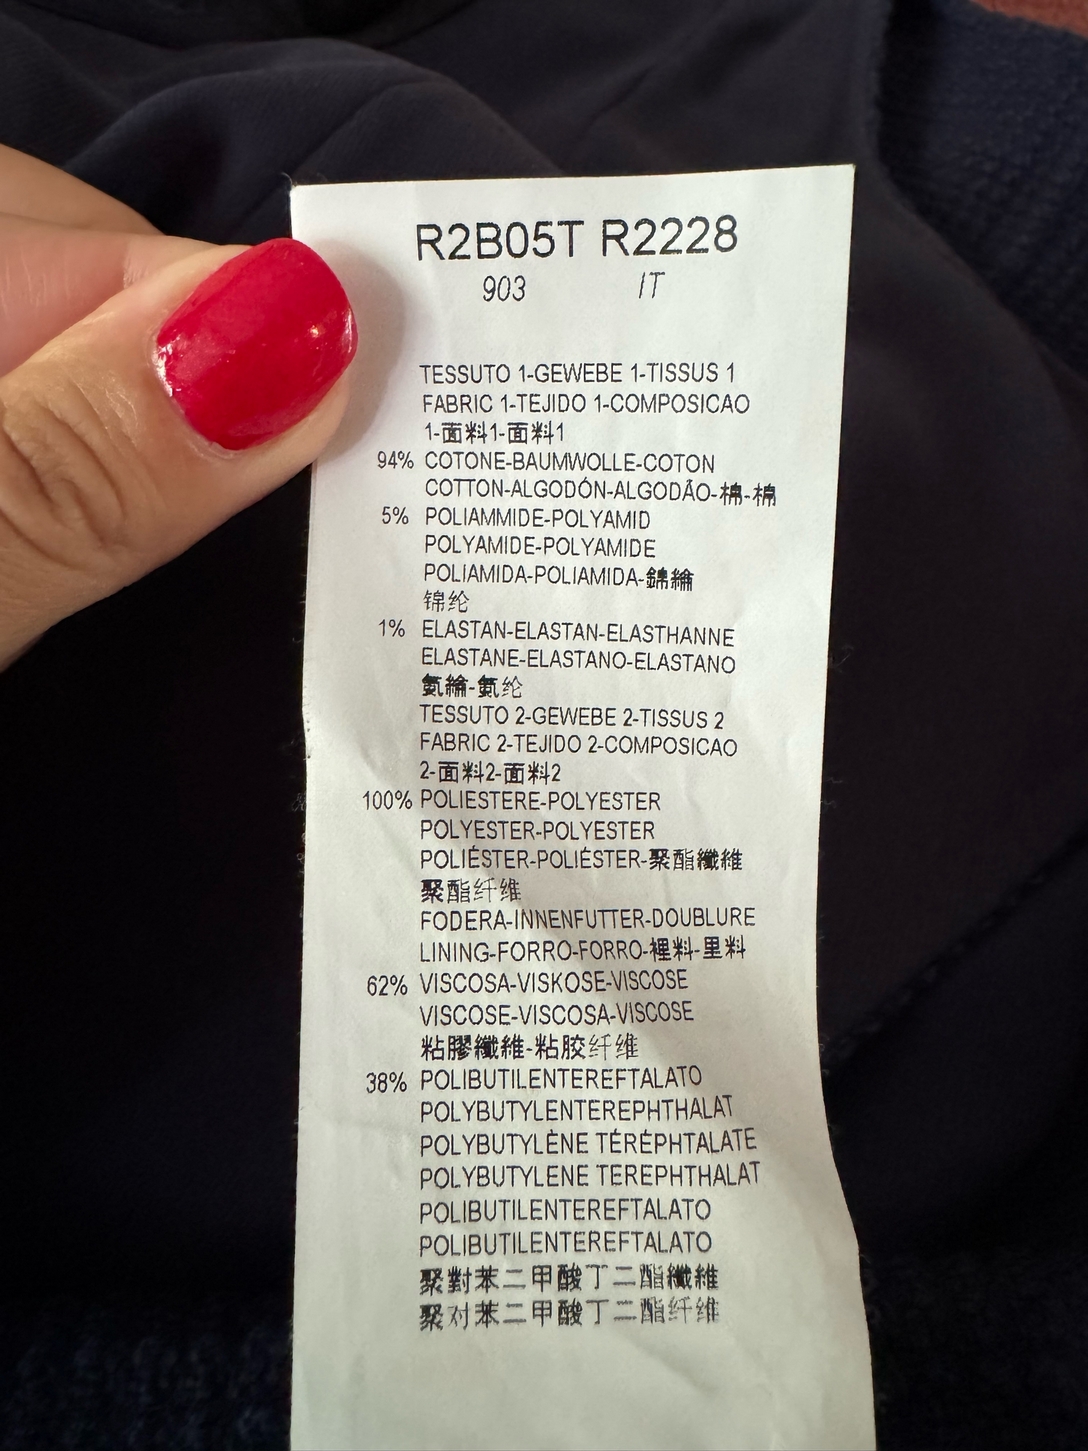 R2B05T R2228
903 IT
TESSUTO 1-GEWEBE 1-TISSUS 1
FABRIC 1-TEJIDO 1-COMPOSICAO
1-面料1-面料1
94% COTONE-BAUMWOLLE-COTON
COTTON-ALGODÓN-ALGODÃO-棉-棉
5% POLIAMMIDE-POLYAMID
POLYAMIDE-POLYAMIDE
POLIAMIDA-POLIAMIDA-錦綸
锦纶
1% ELASTAN-ELASTAN-ELASTHANNE
ELASTANE-ELASTANO-ELASTANO
氨綸-氨纶
TESSUTO 2-GEWEBE 2-TISSUS 2
FABRIC 2-TEJIDO 2-COMPOSICAO
2-面料2-面料2
100% POLIESTERE-POLYESTER
POLYESTER-POLYESTER
POLIÉSTER-POLIÉSTER-聚酯纖維
聚酯纤维
FODERA-INNENFUTTER-DOUBLURE
LINING-FORRO-FORRO-裡料-里料
62% VISCOSA-VISKOSE-VISCOSE
VISCOSE-VISCOSA-VISCOSE
粘膠纖維-粘胶纤维
38% POLIBUTILENTEREFTALATO
POLYBUTYLENTEREPHTHALAT
POLYBUTYLÈNE TÉRÉPHTALATE
POLYBUTYLENE TEREPHTHALAT
POLIBUTILENTEREFTALATO
POLIBUTILENTEREFTALATO
聚對苯二甲酸丁二酯纖維
聚对苯二甲酸丁二酯纤维